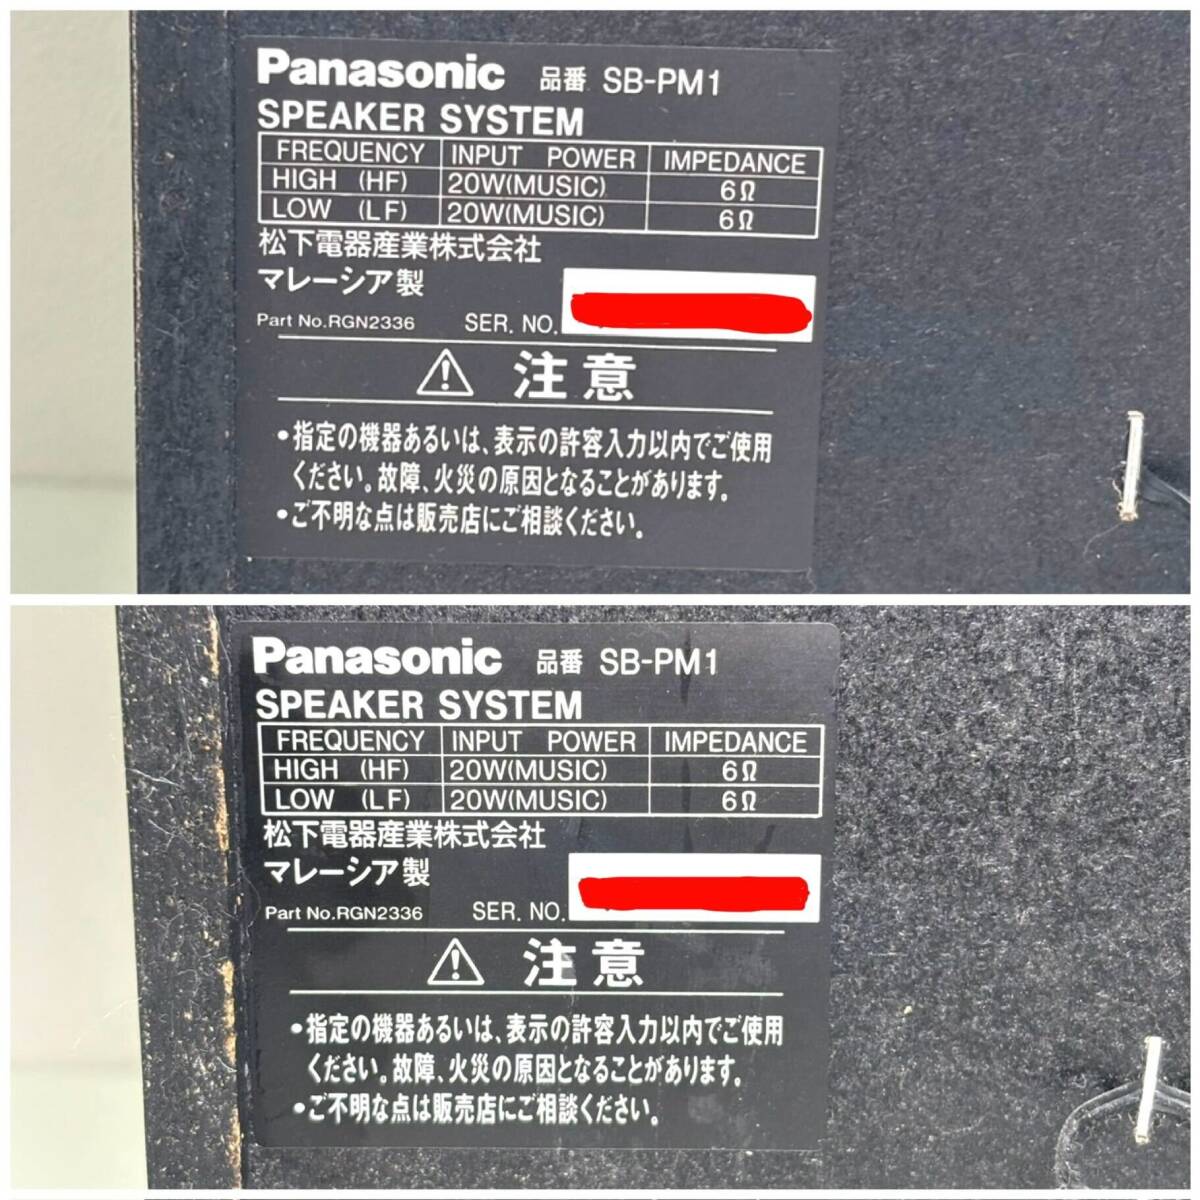 Panasonic 品番 SB-PM1
SPEAKER SYSTEM
FREQUENCY INPUT POWER IMPEDANCE
HIGH (HF) 20W(MUSIC) 6Ω
LOW (LF) 20W(MUSIC) 6Ω
松下電器産業株式会社
マレーシア製
Part No.RGN2336 SER. NO.
注意
•指定の機器あるいは、表示の許容入力以内でご使用
ください。故障、火災の原因となることがあります。
•ご不明な点は販売店にご相談ください。
Panasonic 品番 SB-PM1
SPEAKER SYSTEM
FREQUENCY INPUT POWER IMPEDANCE
HIGH (HF) 20W(MUSIC) 6Ω
LOW (LF) 20W(MUSIC) 6Ω
松下電器産業株式会社
マレーシア製
Part No.RGN2336 SER. NO.
注意
•指定の機器あるいは、表示の許容入力以内でご使用
ください。故障、火災の原因となることがあります。
•ご不明な点は販売店にご相談ください。